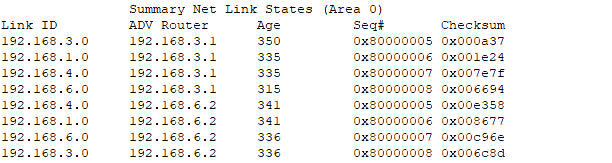 Summary Net Link States (Area 0)
Link ID ADV Router Age Seq# Checksum
192.168.3.0 192.168.3.1 350 0x80000005 0x000a37
192.168.1.0 192.168.3.1 335 0x80000006 0x001e24
192.168.4.0 192.168.3.1 335 0x80000007 0x007e7f
192.168.6.0 192.168.3.1 315 0x80000008 0x006694
192.168.4.0 192.168.6.2 341 0x80000005 0x00e358
192.168.1.0 192.168.6.2 341 0x80000006 0x008677
192.168.6.0 192.168.6.2 336 0x80000007 0x00c96e
192.168.3.0 192.168.6.2 336 0x80000008 0x006c8d